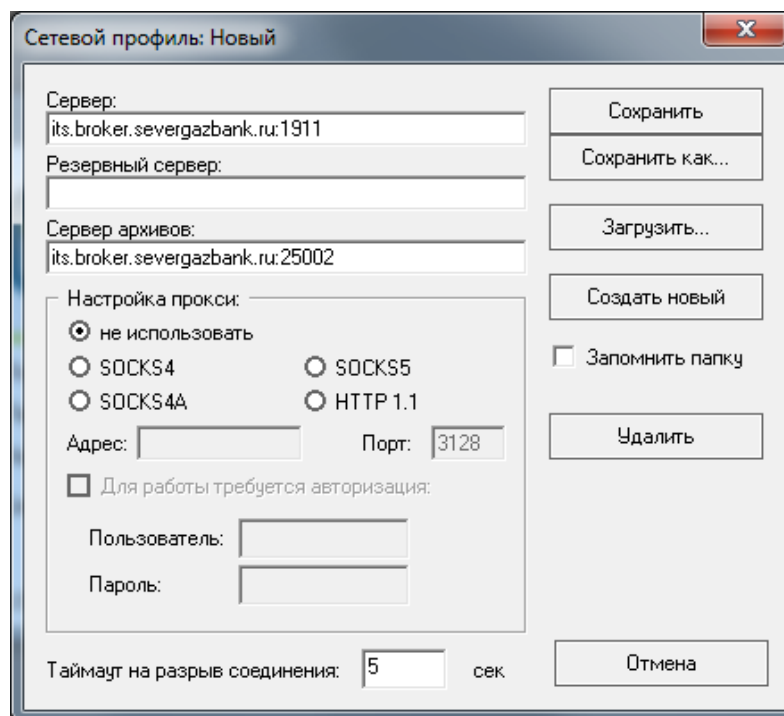 Сетевой профиль: Новый
Сервер:
its.broker.severgazbank.ru:1911
Резервный сервер:
Сервер архивов:
its.broker.severgazbank.ru:25002
Настройка прокси:
не использовать
SOCKS4
SOCKS5
SOCKS4A
HTTP 1.1
Адрес:
Порт: 3128
Для работы требуется авторизация:
Пользователь:
Пароль:
Таймаут на разрыв соединения: 5 сек
Сохранить
Сохранить как...
Загрузить...
Создать новый
Запомнить папку
Удалить
Отмена